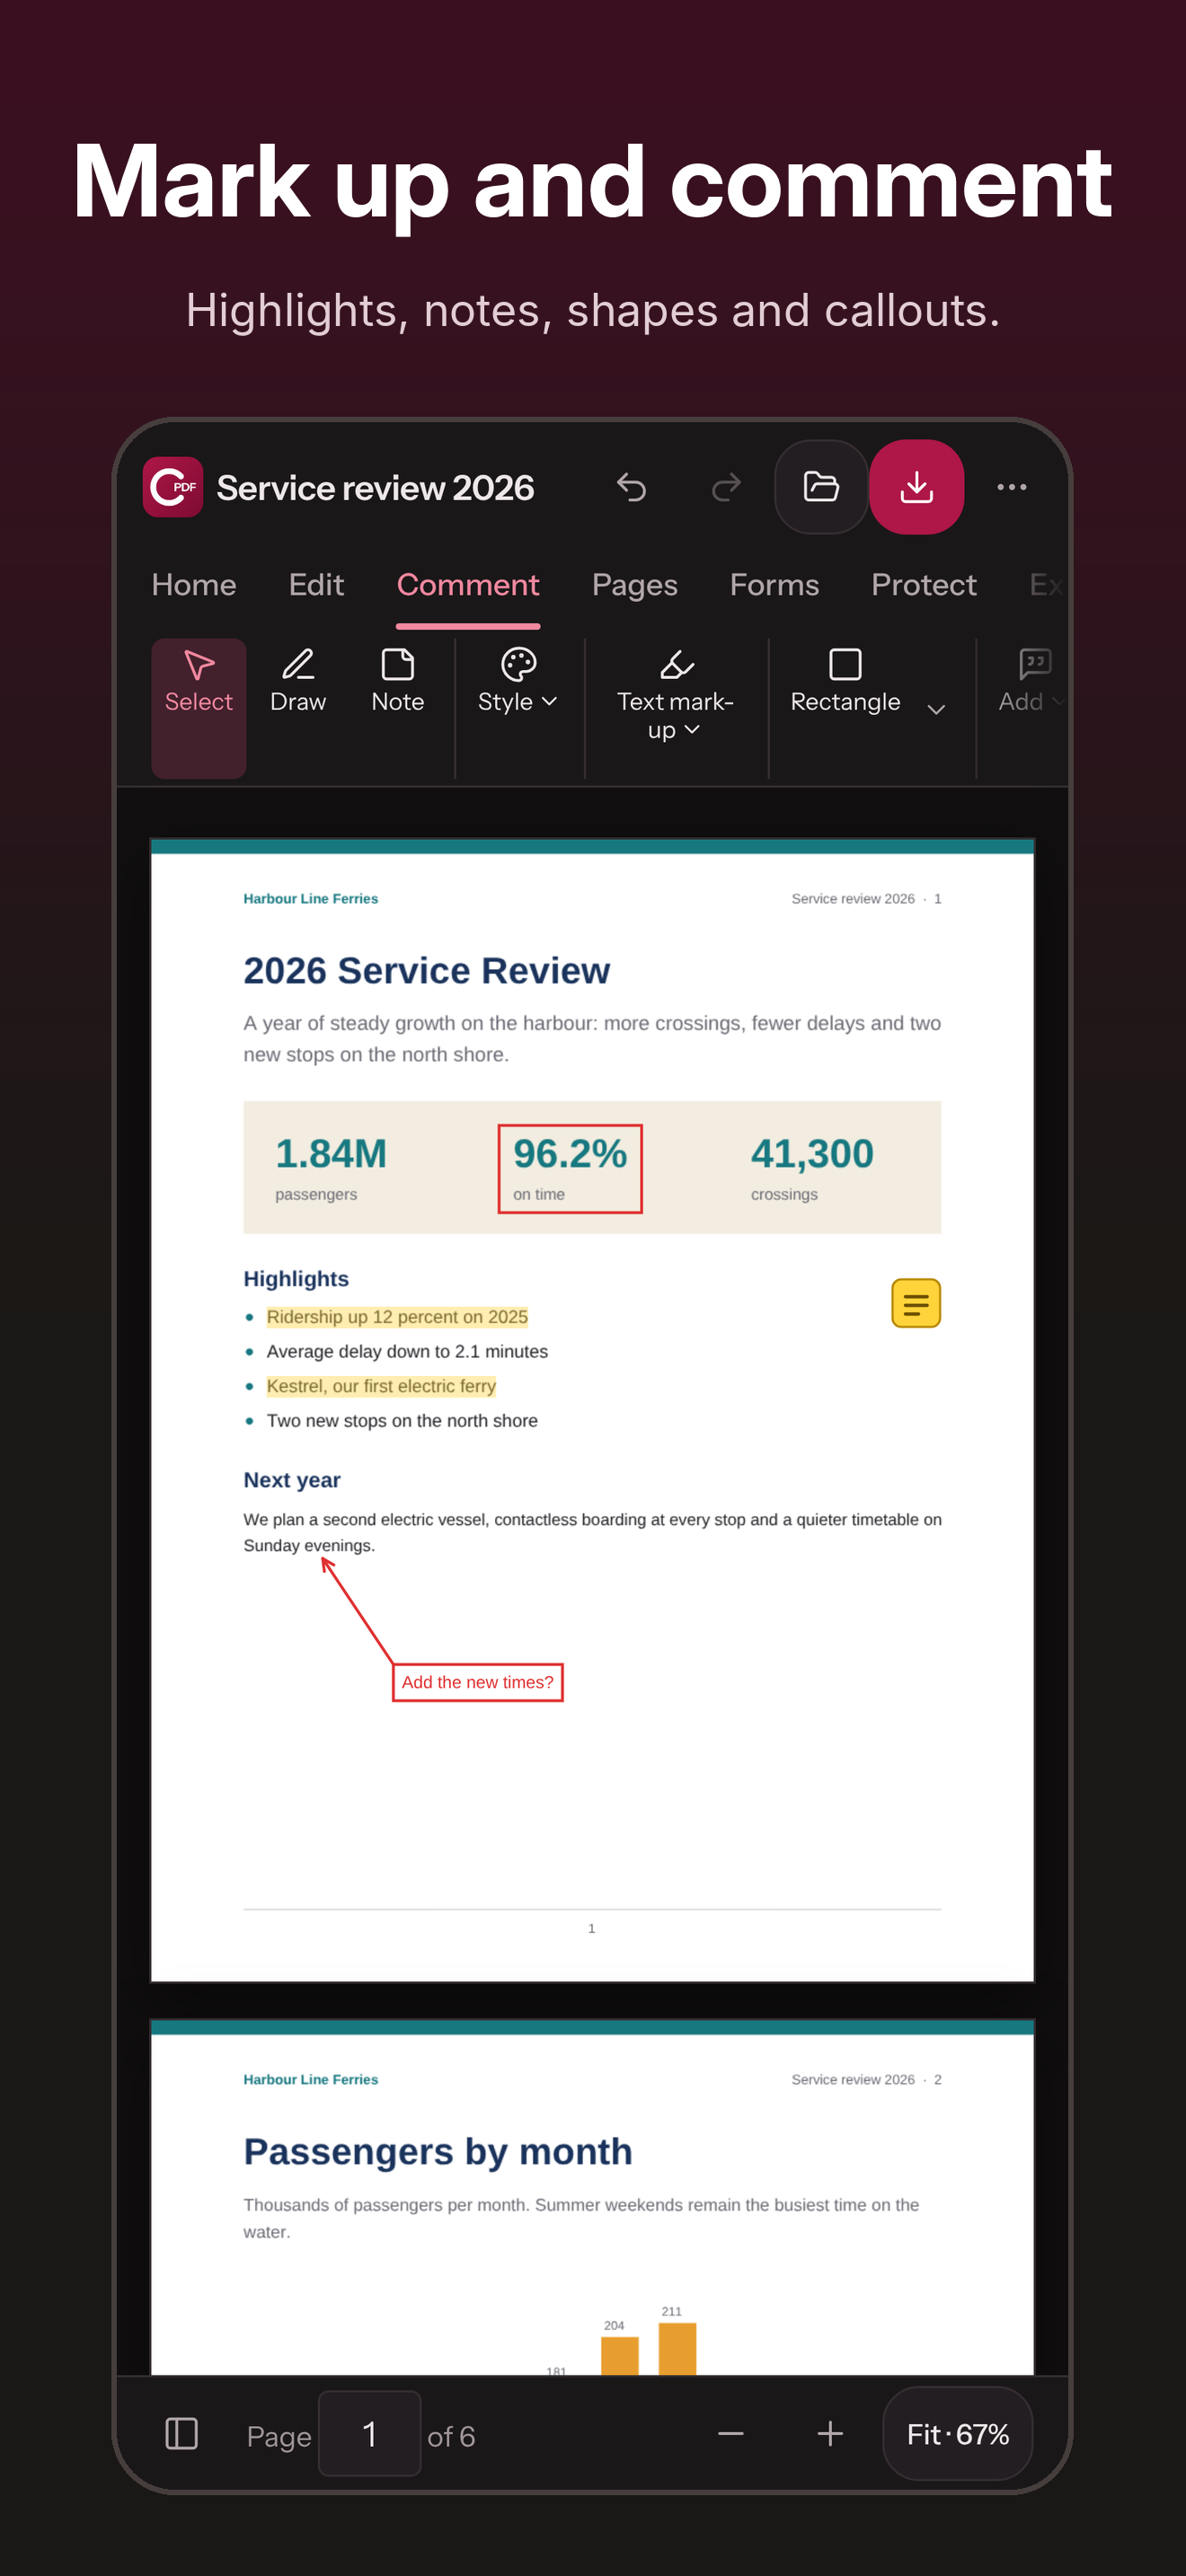 Mark up and comment
Highlights, notes, shapes and callouts.
C PDF
Service review 2026
Home Edit Comment Pages Forms Protect Ex
Select Draw Note Style Text mark-
up Rectangle Add
Harbour Line Ferries Service review 2026 · 1
2026 Service Review
A year of steady growth on the harbour: more crossings, fewer delays and two
new stops on the north shore.
1.84M 96.2% 41,300
passengers on time crossings
Highlights
• Ridership up 12 percent on 2025
• Average delay down to 2.1 minutes
• Kestrel, our first electric ferry
• Two new stops on the north shore
Next year
We plan a second electric vessel, contactless boarding at every stop and a quieter timetable on
Sunday evenings.
Add the new times?
1
Harbour Line Ferries Service review 2026 · 2
Passengers by month
Thousands of passengers per month. Summer weekends remain the busiest time on the
water.
211
204
181
Page 1 of 6 Fit · 67%